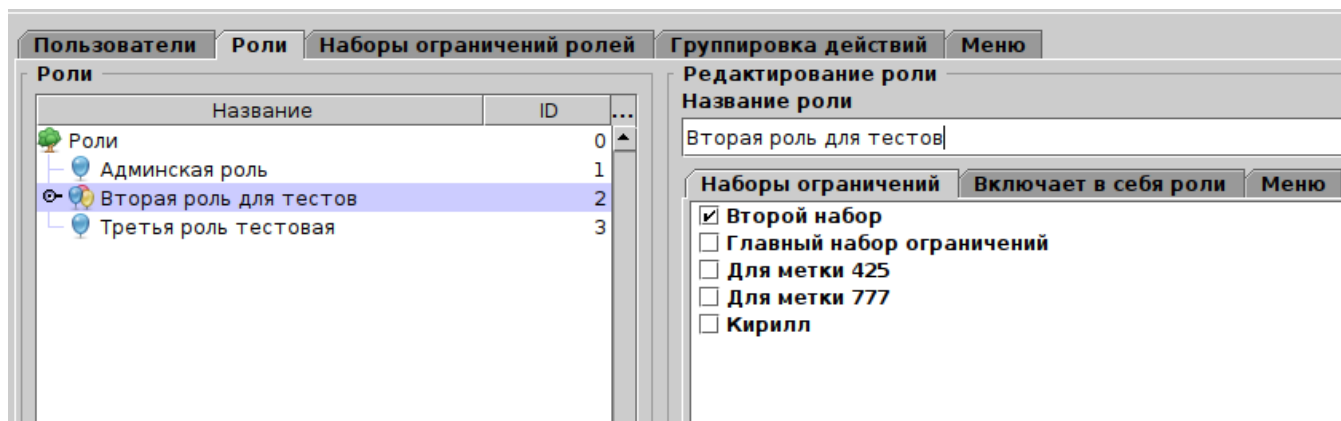 Пользователи Роли Наборы ограничений ролей Группировка действий Меню
Роли
Название ID ...
Роли 0
Админская роль 1
Вторая роль для тестов 2
Третья роль тестовая 3
Редактирование роли
Название роли
Вторая роль для тестов
Наборы ограничений Включает в себя роли Меню
Второй набор
Главный набор ограничений
Для метки 425
Для метки 777
Кирилл